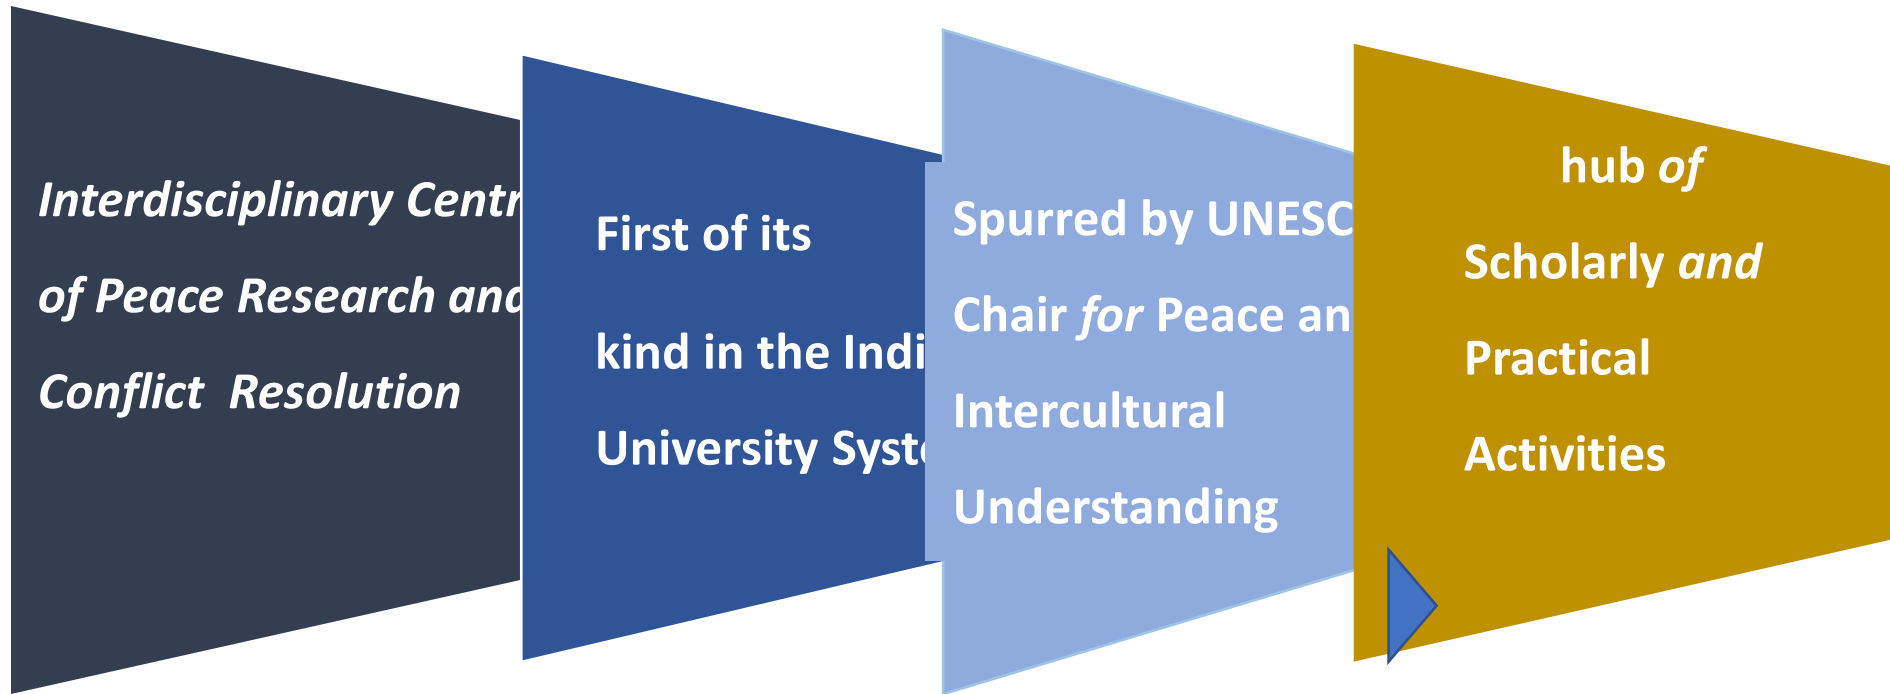 Interdisciplinary Centr
of Peace Research and
Conflict Resolution
First of its
kind in the Indi
University Syste
Spurred by UNESC
Chair for Peace an
Intercultural
Understanding
hub of
Scholarly and
Practical
Activities